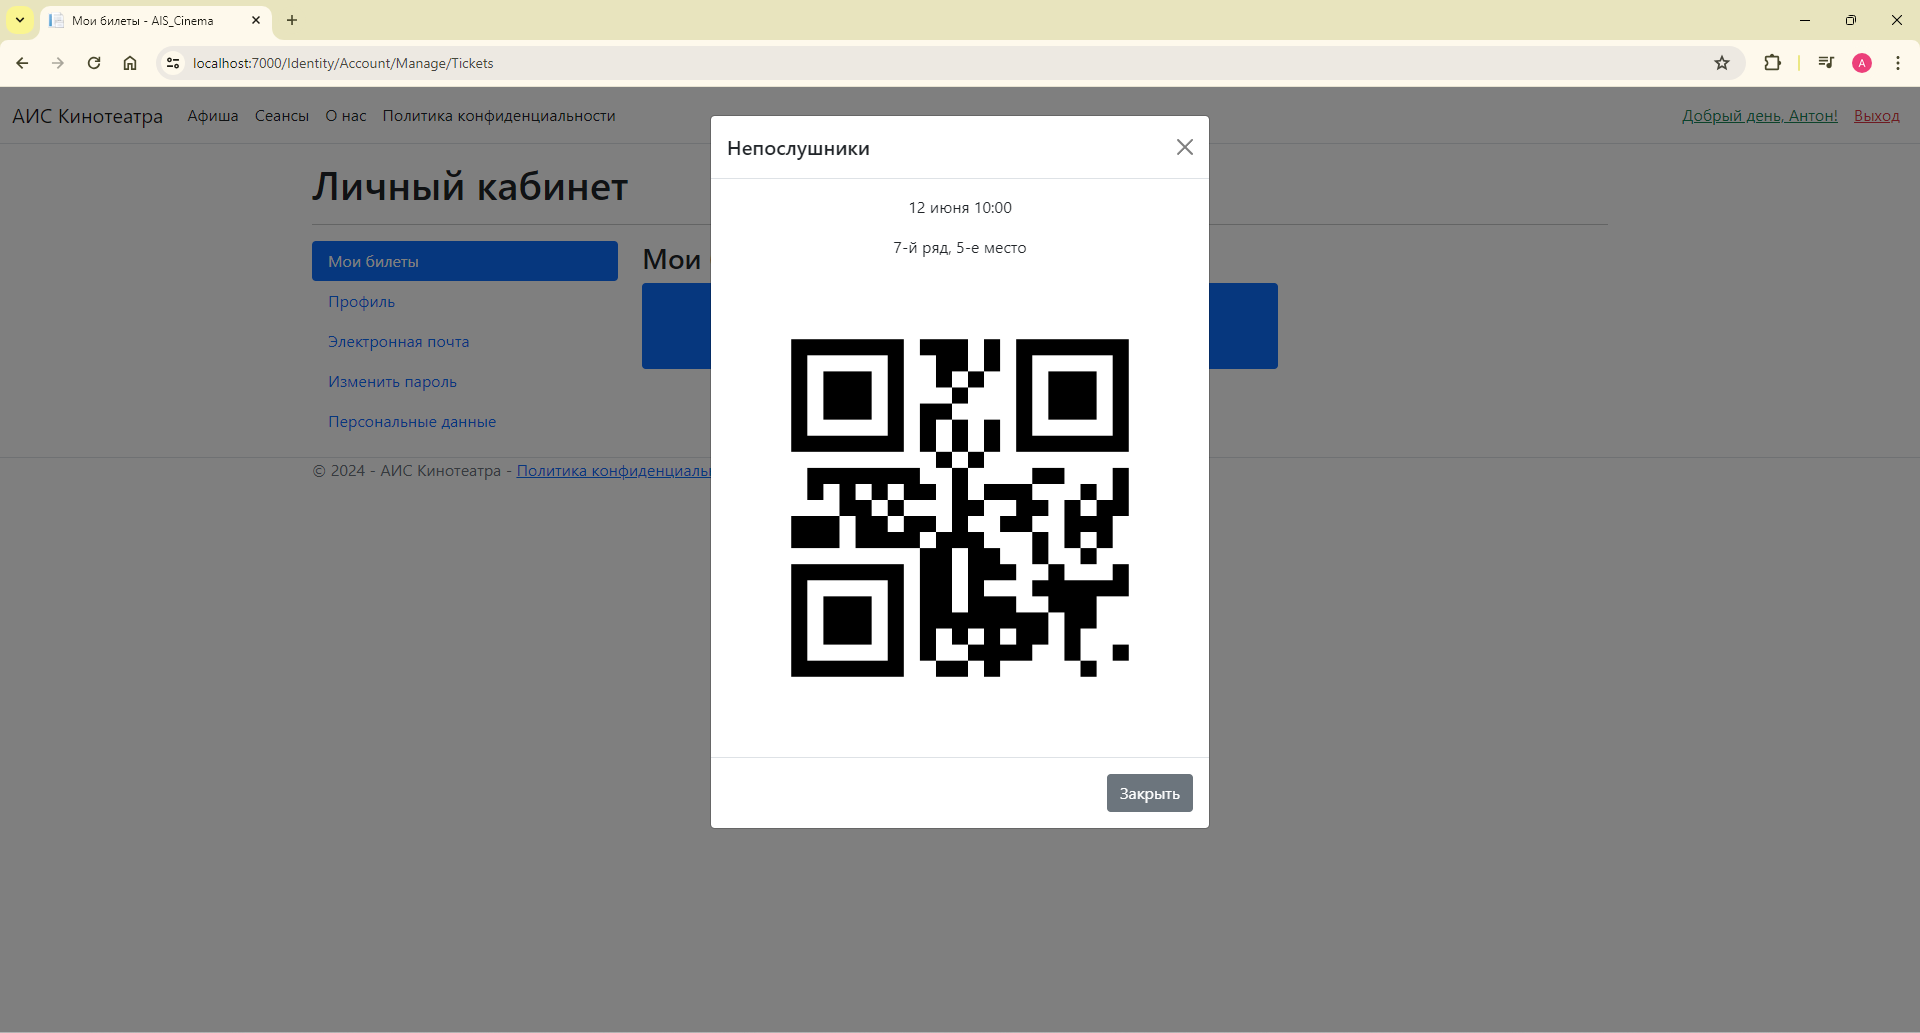 Мои билеты - AIS_Cinema
localhost:7000/Identity/Account/Manage/Tickets
A
АИС Кинотеатра Афиша Сеансы О нас Политика конфиденциальности Добрый день, Антон! Выход
Непослушники
12 июня 10:00
7-й ряд, 5-е место
Закрыть
Личный кабинет
Мои билеты
Профиль
Электронная почта
Изменить пароль
Персональные данные
Мои
© 2024 - АИС Кинотеатра - Политика конфиденциаль